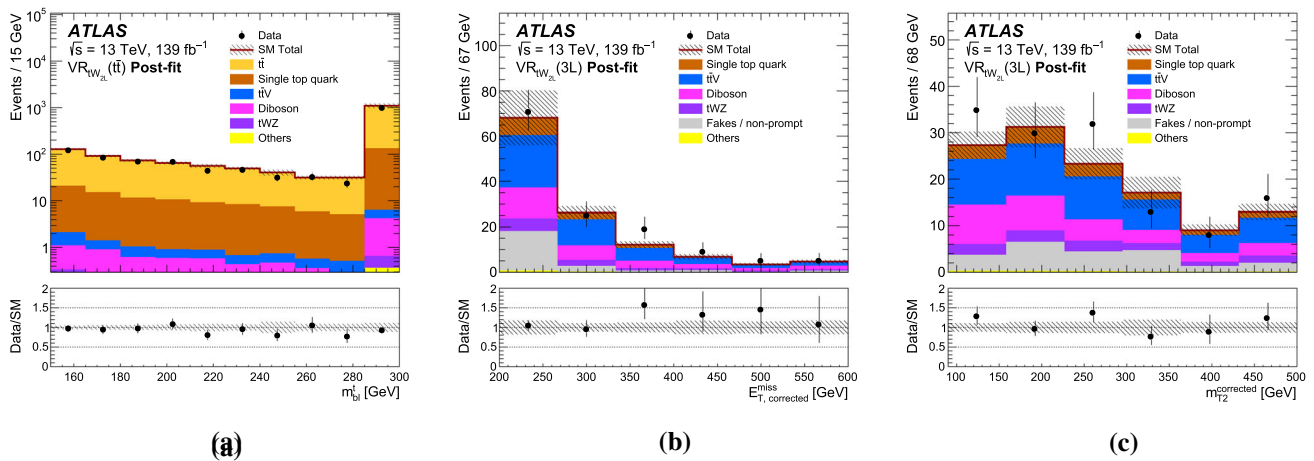 ATLAS
√s = 13 TeV, 139 fb⁻¹
VR_tW_2L (tt̄) Post-fit
Data
SM Total
tt̄
Single top quark
tt̄V
Diboson
tWZ
Others
Events / 15 GeV
10⁵
10⁴
10³
10²
10
1
Data/SM
2
1.5
1
0.5
0
160 180 200 220 240 260 280 300
m_bl^t [GeV]
(a)
a
ATLAS
√s = 13 TeV, 139 fb⁻¹
VR_tW_2L (3L) Post-fit
Data
SM Total
Single top quark
tt̄V
Diboson
tWZ
Fakes / non-prompt
Others
Events / 67 GeV
100
80
60
40
20
0
Data/SM
2
1.5
1
0.5
0
200 250 300 350 400 450 500 550 600
E_T, corrected^miss [GeV]
(b)
ATLAS
√s = 13 TeV, 139 fb⁻¹
VR_tW_2L (3L) Post-fit
Data
SM Total
Single top quark
tt̄V
Diboson
tWZ
Fakes / non-prompt
Others
Events / 68 GeV
50
40
30
20
10
0
Data/SM
2
1.5
1
0.5
0
100 150 200 250 300 350 400 450 500
m_T2^corrected [GeV]
(c)